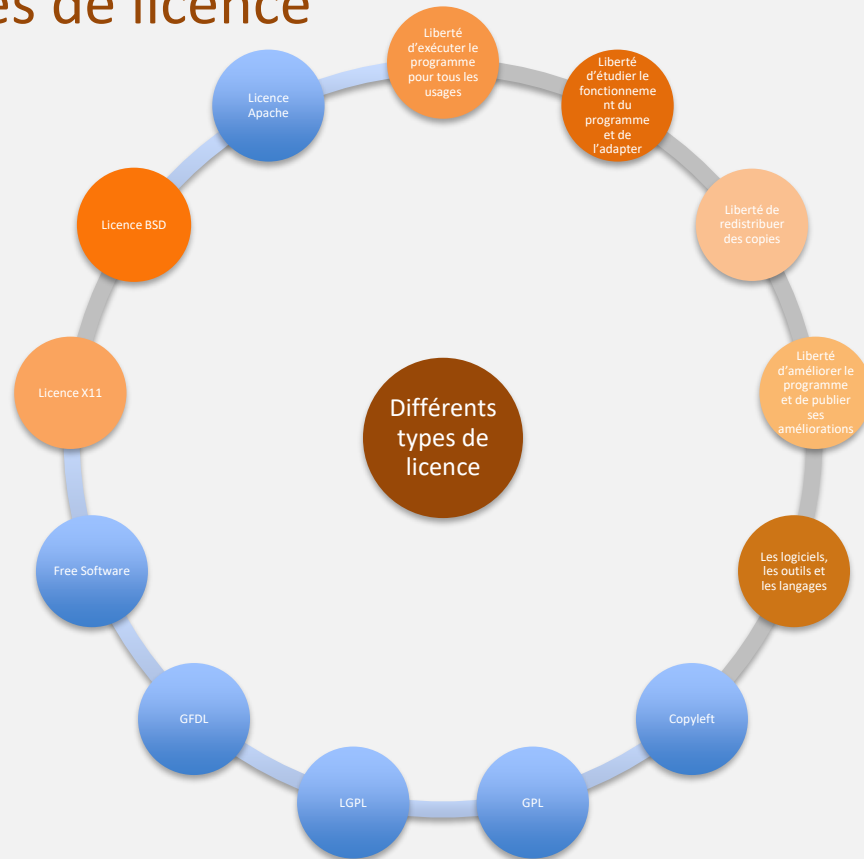 es de licence
Liberté
d'exécuter le
programme
pour tous les
usages
Liberté
d'étudier le
fonctionneme
nt du
programme
et de
l'adapter
Liberté de
redistribuer
des copies
Liberté
d'améliorer le
programme
et de publier
ses
améliorations
Les logiciels,
les outils et
les langages
Copyleft
GPL
LGPL
GFDL
Free Software
Licence X11
Licence BSD
Licence
Apache
Différents
types de
licence